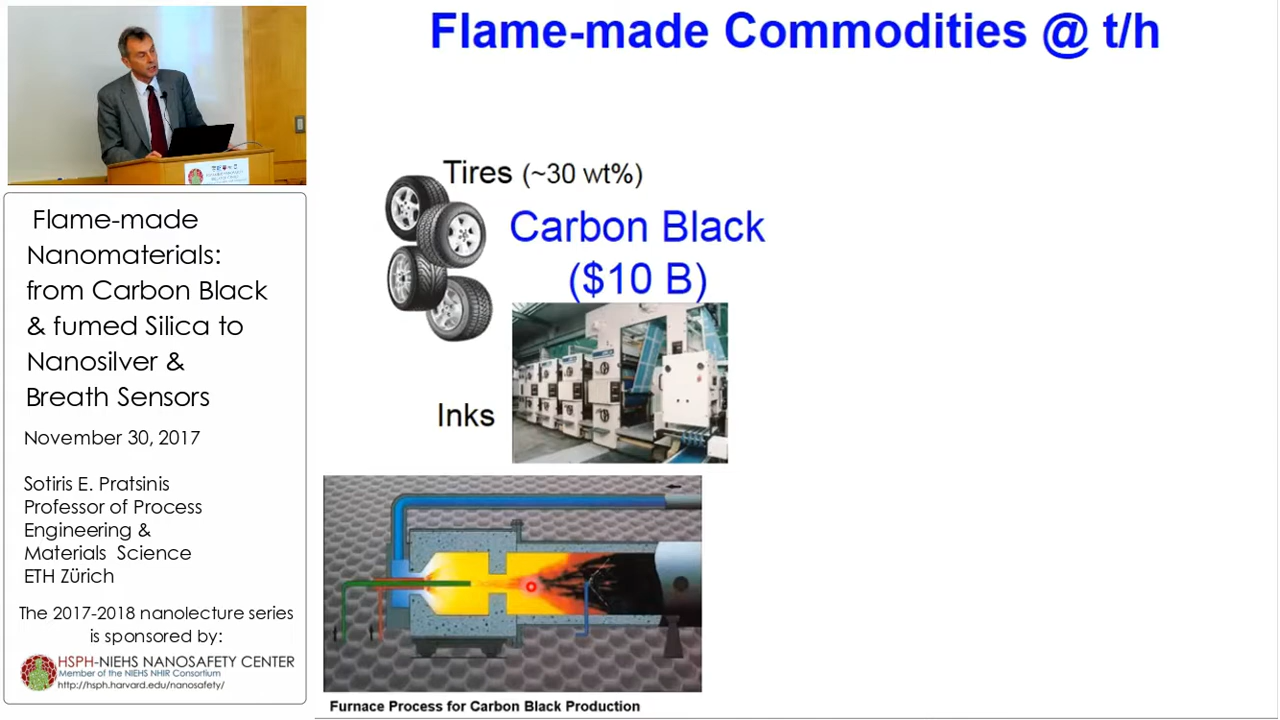 Flame-made Commodities @ t/h
Tires (~30 wt%)
Carbon Black
($10 B)
Inks
Furnace Process for Carbon Black Production
Flame-made
Nanomaterials:
from Carbon Black
& fumed Silica to
Nanosilver &
Breath Sensors
November 30, 2017
Sotiris E. Pratsinis
Professor of Process
Engineering &
Materials Science
ETH Zürich
The 2017-2018 nanolecture series
is sponsored by:
HSPH-NIEHS NANOSAFETY CENTER
Member of the NIEHS NHIR Consortium
http://hsph.harvard.edu/nanosafety/